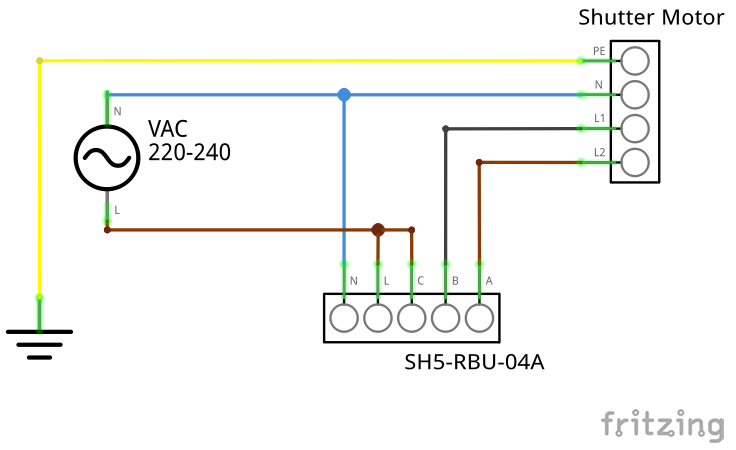 Shutter Motor
PE
N
L1
L2
N
VAC
220-240
L
N L C B A
SH5-RBU-04A
fritzing